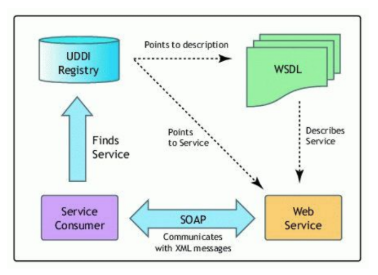 UDDI
Registry
Points to description
WSDL
Finds
Service
Points
to Service
Describes
Service
Service
Consumer
SOAP
Communicates
with XML messages
Web
Service